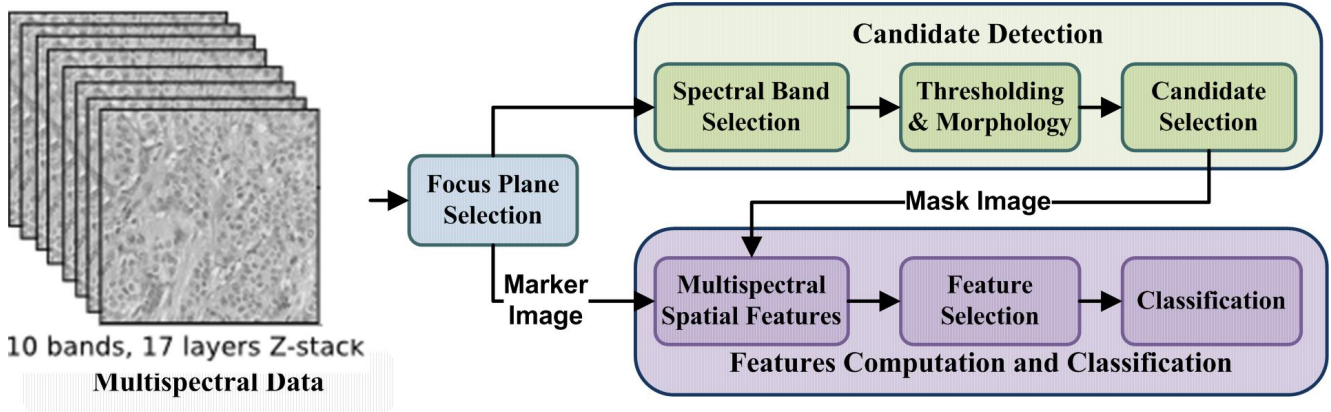 10 bands, 17 layers Z-stack
Multispectral Data
Focus Plane
Selection
Candidate Detection
Spectral Band
Selection
Thresholding
& Morphology
Candidate
Selection
Mask Image
Marker
Image
Multispectral
Spatial Features
Feature
Selection
Classification
Features Computation and Classification